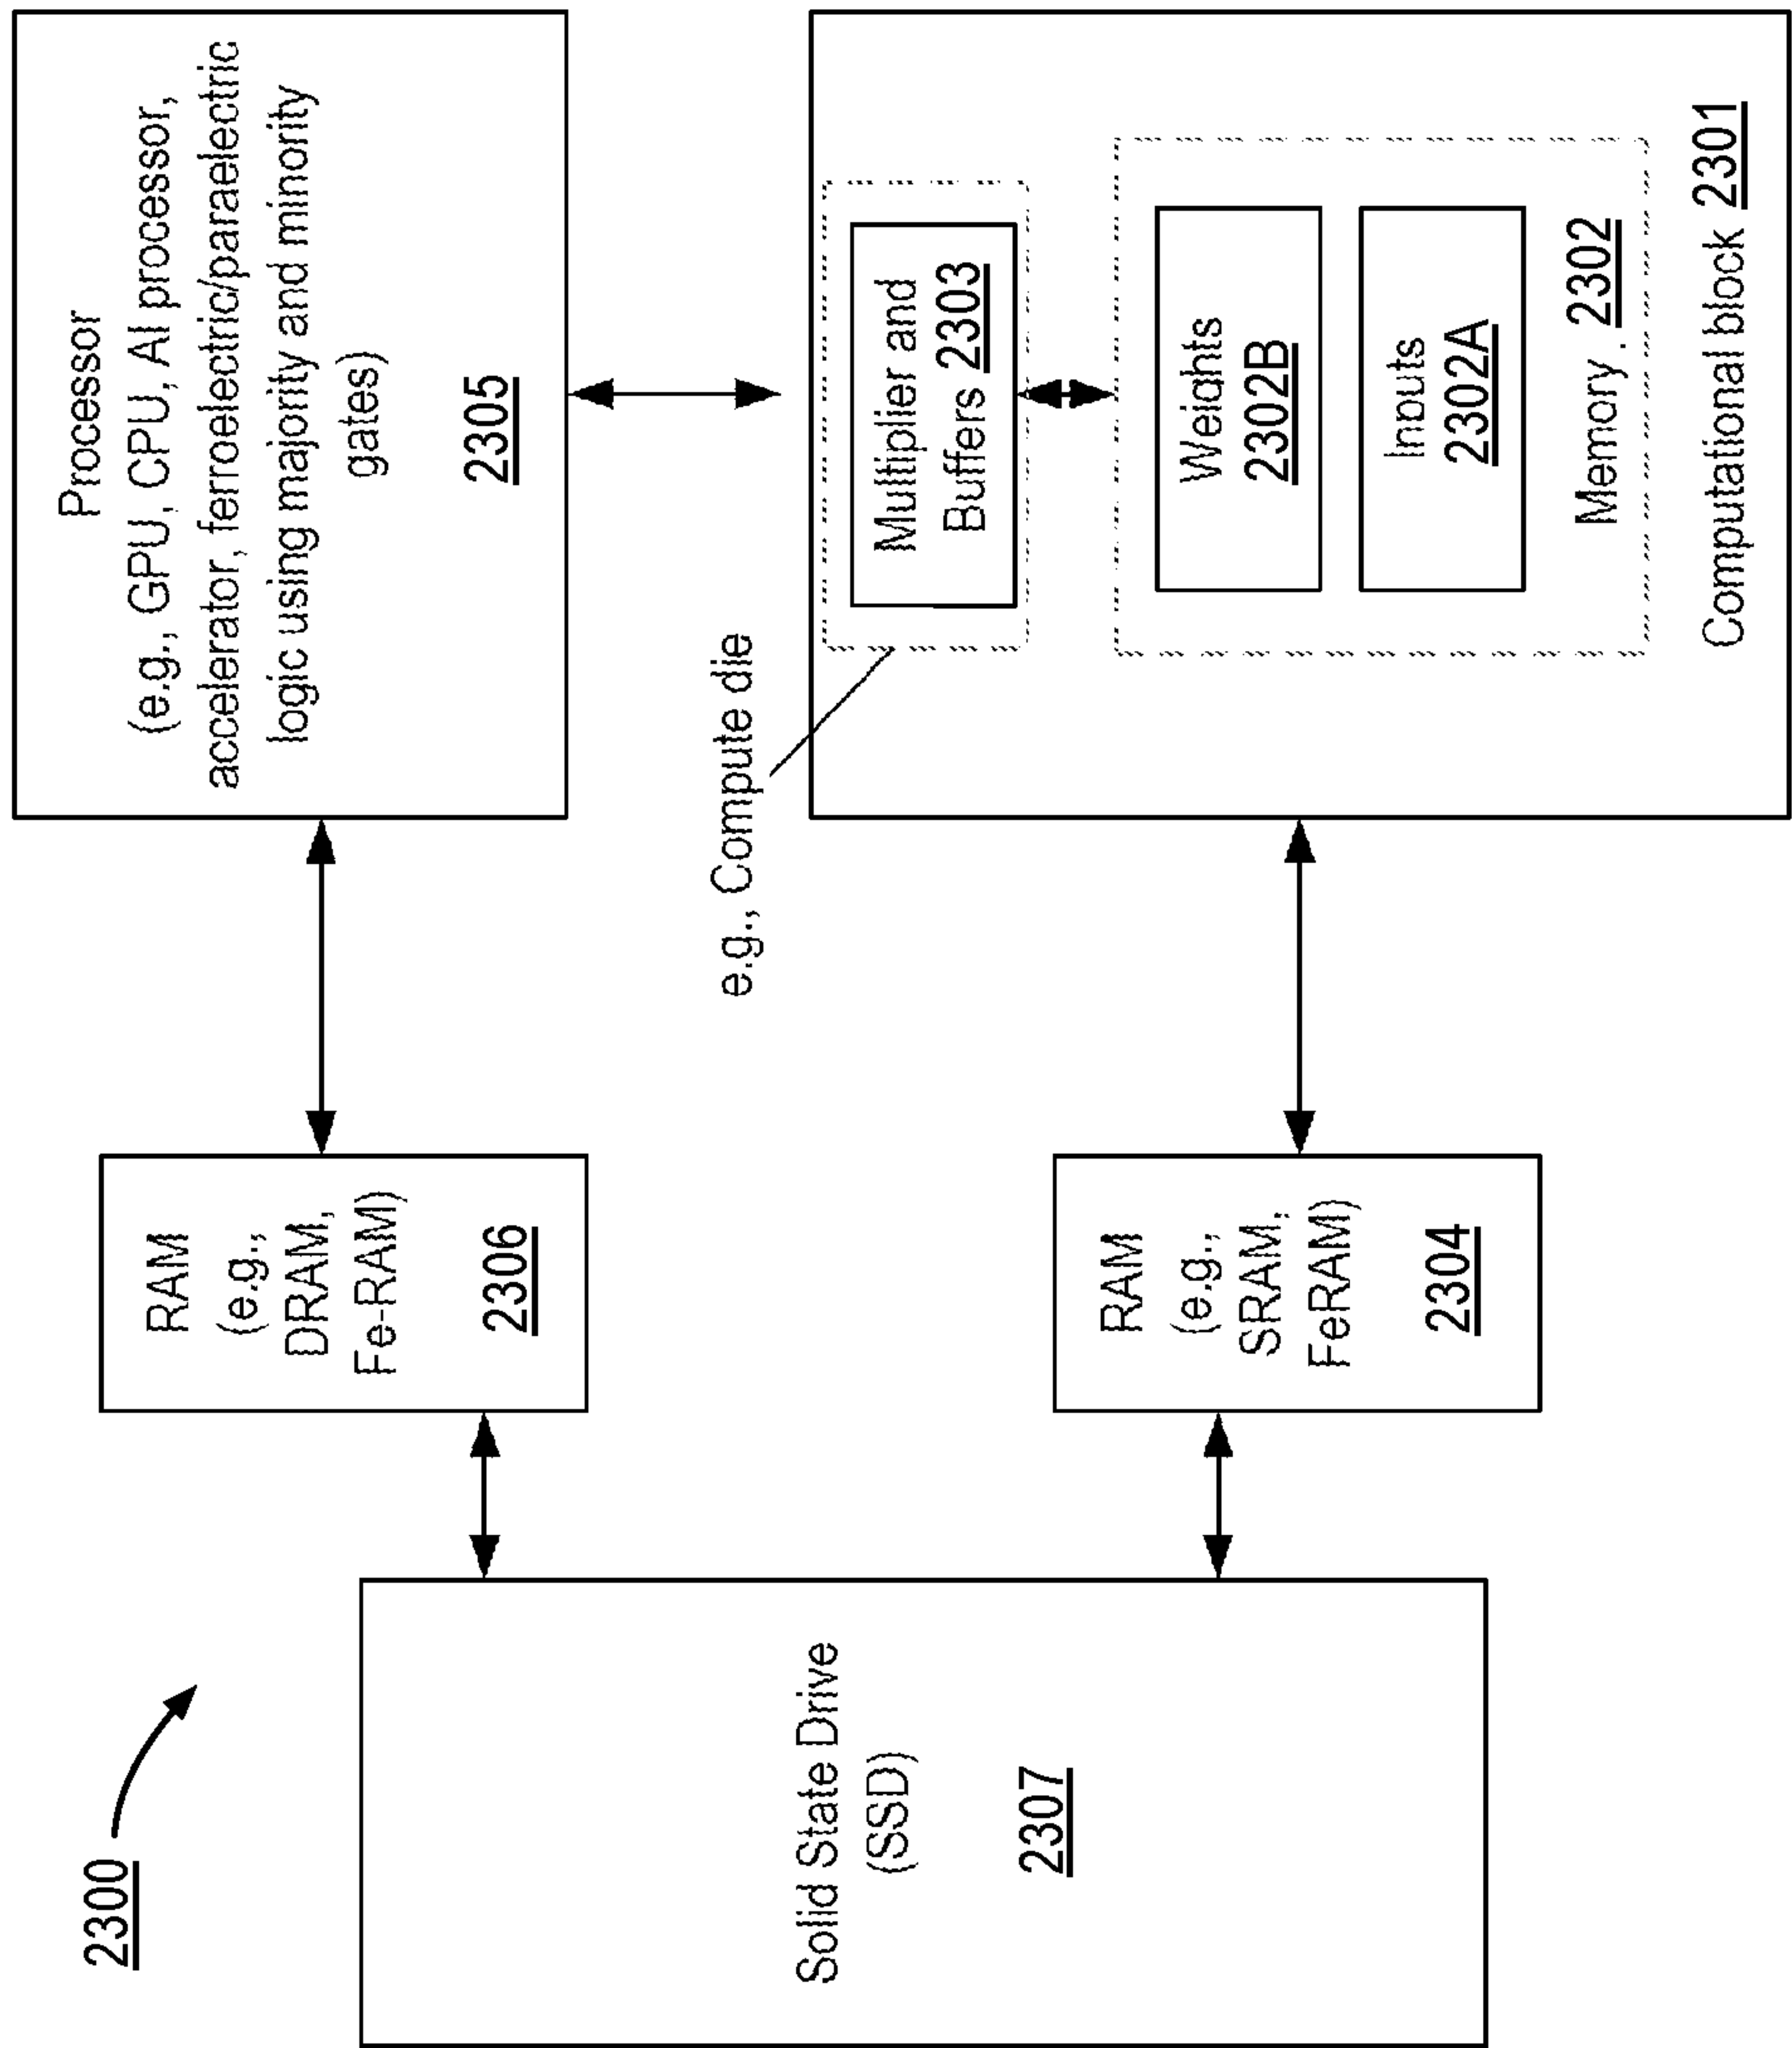 2300
Solid State Drive
(SSD)
2307
RAM
(e.g.,
DRAM,
Fe-RAM)
2306
RAM
(e.g.,
SRAM,
FeRAM)
2304
Processor
(e.g., GPU, CPU, AI processor,
accelerator, ferroelectric/paraelectric
logic using majority and minority
gates)
2305
e.g., Compute die
Multiplier and
Buffers 2303
Weights
2302B
Inputs
2302A
Memory . 2302
Computational block 2301